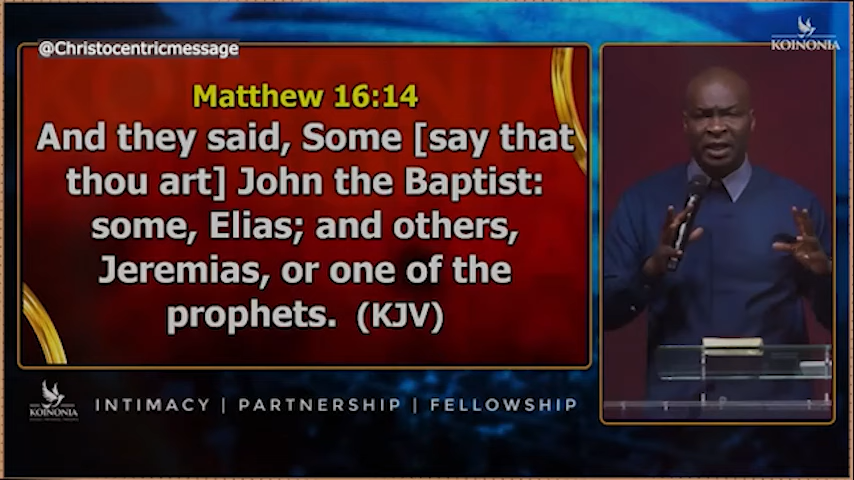 @Christocentricmessage
KOINONIA
Matthew 16:14
And they said, Some [say that
thou art] John the Baptist:
some, Elias; and others,
Jeremias, or one of the
prophets. (KJV)
KOINONIA
INTIMACY | PARTNERSHIP | FELLOWSHIP